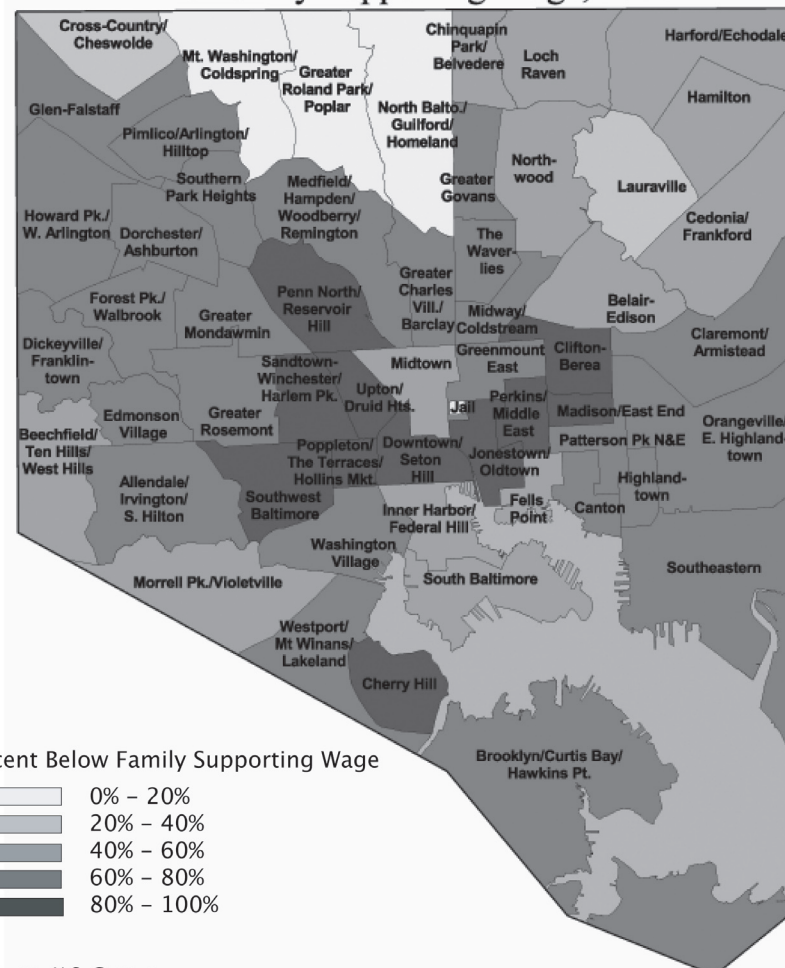 Cross-Country/
Cheswolde
Mt. Washington/
Coldspring
Greater
Roland Park/
Poplar
North Balto./
Guilford/
Homeland
Chinquapin
Park/
Belvedere
Loch
Raven
Harford/Echodale
Hamilton
Glen-Falstaff
Pimlico/Arlington/
Hilltop
Southern
Park Heights
Medfield/
Hampden/
Woodberry/
Remington
Greater
Govans
North-
wood
Lauraville
Cedonia/
Frankford
Howard Pk./
W. Arlington
Dorchester/
Ashburton
The
Waver-
lies
Forest Pk./
Walbrook
Greater
Mondawmin
Penn North/
Reservoir
Hill
Greater
Charles
Vill./
Barclay
Midway/
Coldstream
Belair-
Edison
Claremont/
Armistead
Dickeyville/
Franklin-
town
Sandtown-
Winchester/
Harlem Pk.
Midtown
Greenmount
East
Clifton-
Berea
Upton/
Druid Hts.
Jail
Perkins/
Middle
East
Madison/East End
Orangeville/
E. Highland-
town
Beechfield/
Ten Hills/
West Hills
Edmonson
Village
Greater
Rosemont
Poppleton/
The Terraces/
Hollins Mkt.
Downtown/
Seton
Hill
Jonestown/
Oldtown
Patterson Pk N&E
Highland-
town
Allendale/
Irvington/
S. Hilton
Southwest
Baltimore
Inner Harbor/
Federal Hill
Fells
Point
Canton
Washington
Village
Southeastern
Morrell Pk./Violetville
South Baltimore
Westport/
Mt Winans/
Lakeland
Cherry Hill
Brooklyn/Curtis Bay/
Hawkins Pt.
cent Below Family Supporting Wage
0% - 20%
20% - 40%
40% - 60%
60% - 80%
80% - 100%